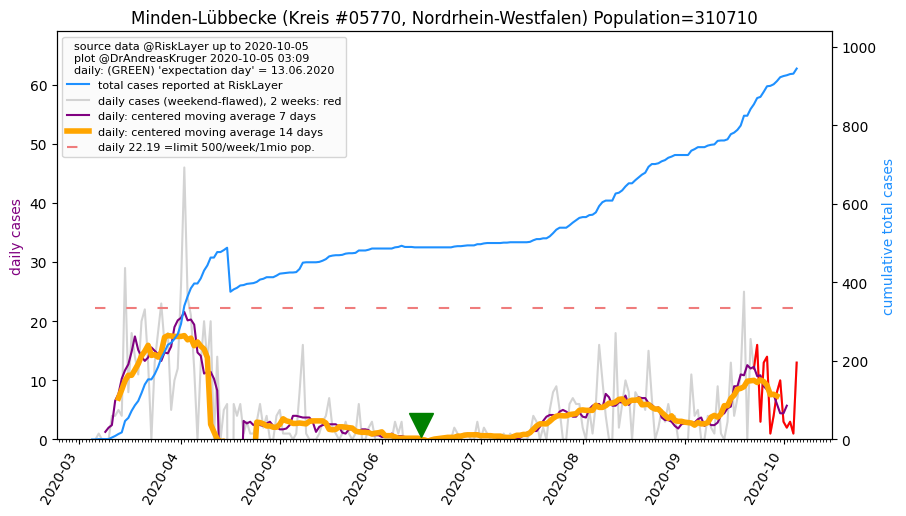 Minden-Lübbecke (Kreis #05770, Nordrhein-Westfalen) Population=310710
source data @RiskLayer up to 2020-10-05
plot @DrAndreasKruger 2020-10-05 03:09
daily: (GREEN) 'expectation day' = 13.06.2020
total cases reported at RiskLayer
daily cases (weekend-flawed), 2 weeks: red
daily: centered moving average 7 days
daily: centered moving average 14 days
daily 22.19 =limit 500/week/1mio pop.
daily cases
60
50
40
30
20
10
0
1000
800
600
400
200
0
cumulative total cases
2020-03
2020-04
2020-05
2020-06
2020-07
2020-08
2020-09
2020-10